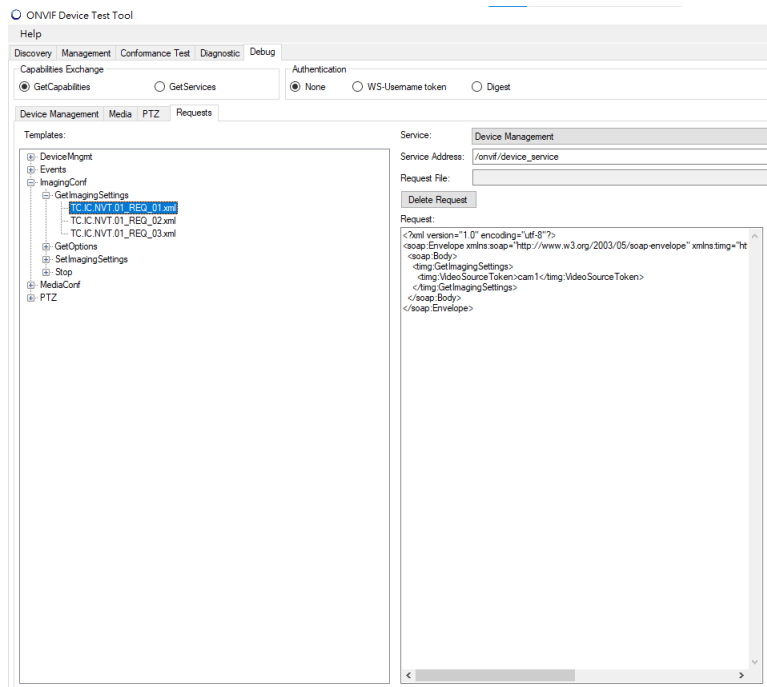 ONVIF Device Test Tool
Help
Discovery Management Conformance Test Diagnostic Debug
Capabilities Exchange
GetCapabilities GetServices
Authentication
None WS-Username token Digest
Device Management Media PTZ Requests
Templates:
DeviceMngmt
Events
ImagingConf
GetImagingSettings
TC.IC.NVT.01_REQ_01.xml
TC.IC.NVT.01_REQ_02.xml
TC.IC.NVT.01_REQ_03.xml
GetOptions
SetImagingSettings
Stop
MediaConf
PTZ
Service: Device Management
Service Address: /onvif/device_service
Request File:
Delete Request
Request:
<?xml version="1.0" encoding="utf-8"?>
<soap:Envelope xmlns:soap="http://www.w3.org/2003/05/soap-envelope" xmlns:timg="ht
<soap:Body>
<timg:GetImagingSettings>
<timg:VideoSourceToken>cam1</timg:VideoSourceToken>
</timg:GetImagingSettings>
</soap:Body>
</soap:Envelope>